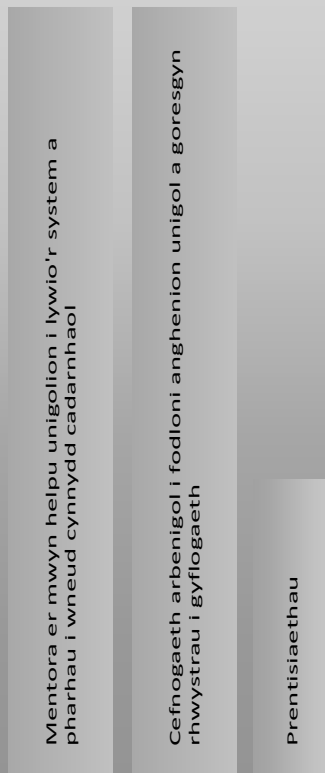 Mentora er mwyn helpu unigolion i lywio'r system a
pharhau i wneud cynnydd cadarnhaol
Cefnogaeth arbenigol i fodloni anghenion unigol a goresgyn
rhwystrau i gyflogaeth
Prentisiaethau